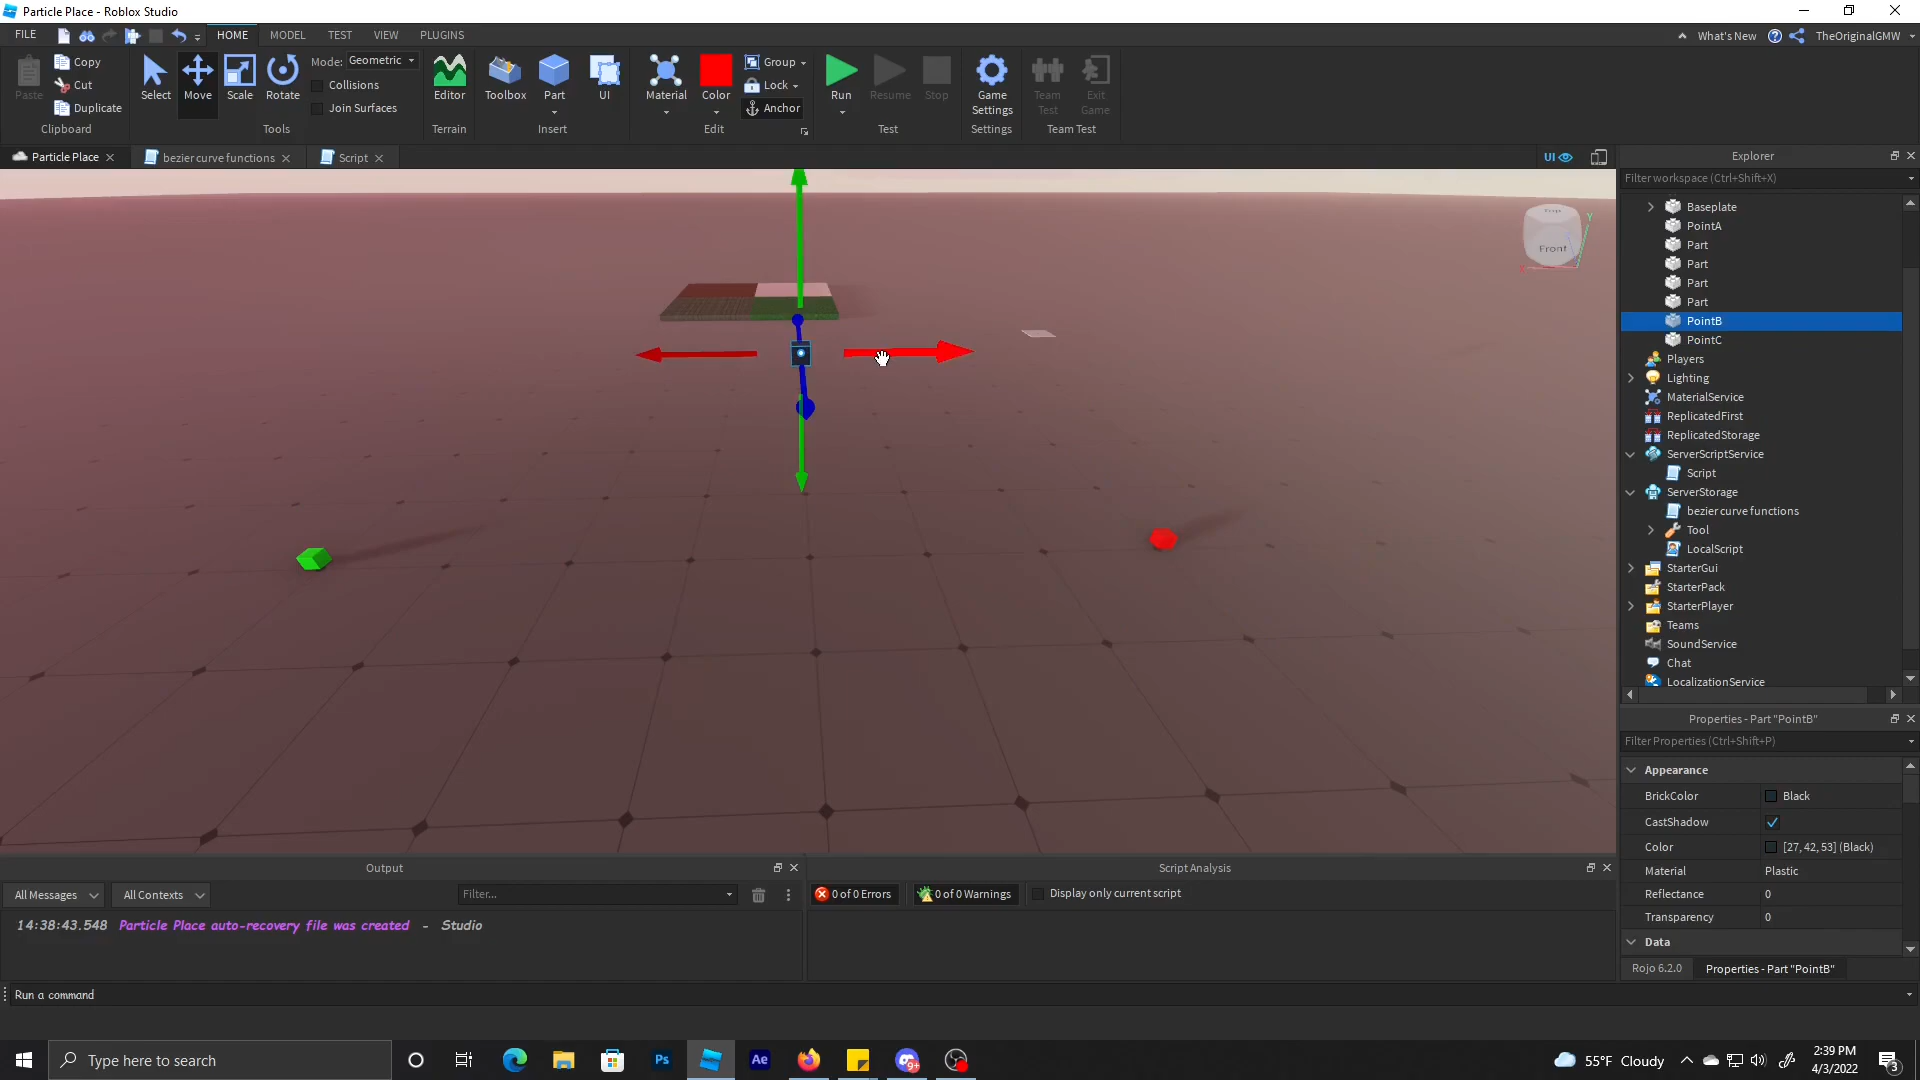 Particle Place - Roblox Studio
FILE HOME MODEL TEST VIEW PLUGINS What's New TheOriginalGMW
Paste Copy Cut Duplicate Clipboard
Select Move Scale Rotate Mode: Geometric Collisions Join Surfaces Tools
Editor Terrain
Toolbox Part UI Insert
Material Color Group Lock Anchor Edit
Run Resume Stop Test
Game Settings Settings
Team Test Exit Game Team Test
Particle Place bezier curve functions Script UI
Front
Y
X
Explorer
Filter workspace (Ctrl+Shift+X)
Baseplate
PointA
Part
Part
Part
Part
PointB
PointC
Players
Lighting
MaterialService
ReplicatedFirst
ReplicatedStorage
ServerScriptService
Script
ServerStorage
bezier curve functions
Tool
LocalScript
StarterGui
StarterPack
StarterPlayer
Teams
SoundService
Chat
LocalizationService
Properties - Part "PointB"
Filter Properties (Ctrl+Shift+P)
Appearance
BrickColor Black
CastShadow
Color [27, 42, 53] (Black)
Material Plastic
Reflectance 0
Transparency 0
Data
Rojo 6.2.0 Properties - Part "PointB"
Output
All Messages All Contexts Filter...
14:38:43.548 Particle Place auto-recovery file was created - Studio
Script Analysis
0 of 0 Errors 0 of 0 Warnings Display only current script
Run a command
Type here to search
Ps Ae 9+
55°F Cloudy
2:39 PM
4/3/2022
3